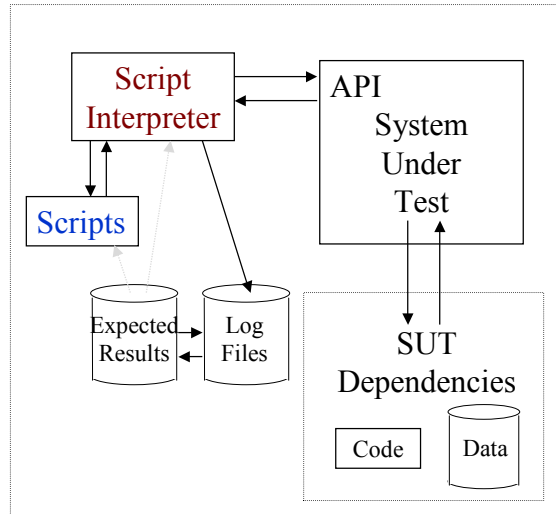 Script
Interpreter
API
System
Under
Test
Scripts
Expected
Results
Log
Files
SUT
Dependencies
Code
Data